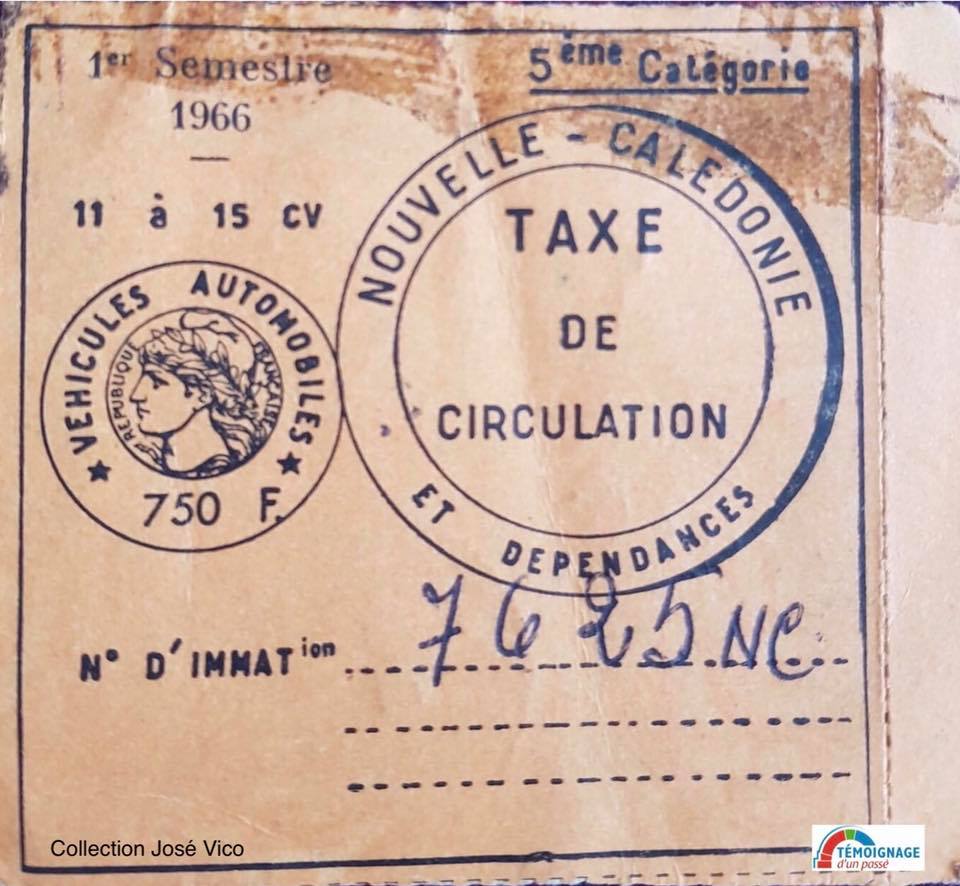 1er Semestre
1966
5ème Catégorie
11 à 15 CV
NOUVELLE - CALEDONIE
ET DEPENDANCES
TAXE
DE
CIRCULATION
VEHICULES AUTOMOBILES
REPUBLIQUE FRANÇAISE
750 F.
N° D'IMMATion 7625 NC
Collection José Vico
TÉMOIGNAGE
d'un passé